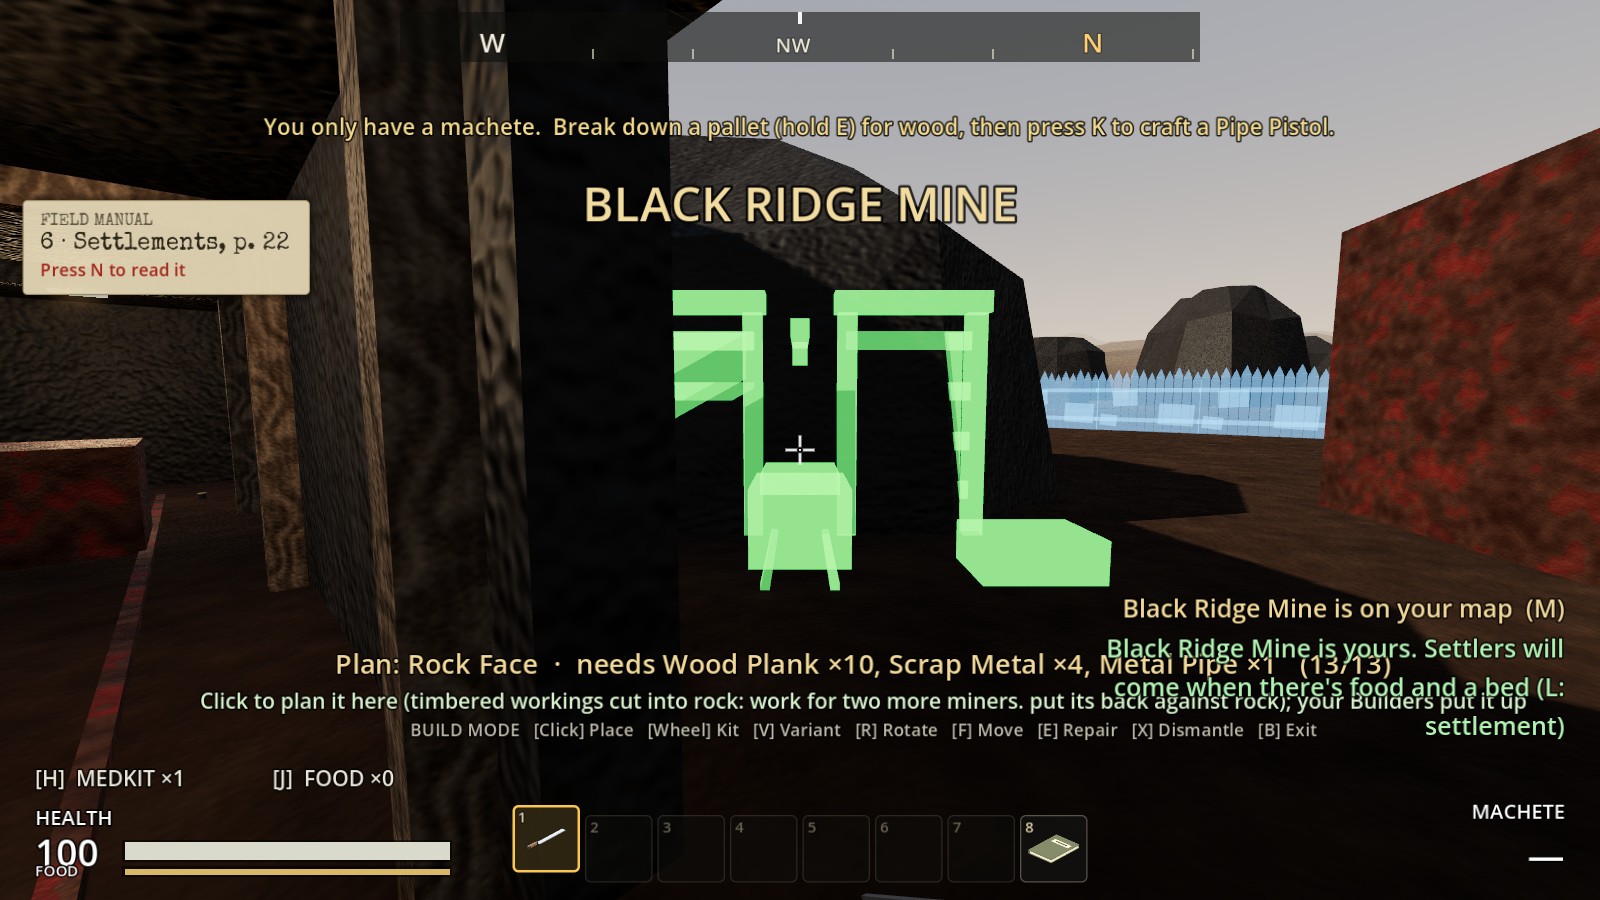 W NW N
You only have a machete. Break down a pallet (hold E) for wood, then press K to craft a Pipe Pistol.
BLACK RIDGE MINE
FIELD MANUAL
6 · Settlements, p. 22
Press N to read it
Black Ridge Mine is on your map (M)
Black Ridge Mine is yours. Settlers will
come when there's food and a bed (L:
settlement)
Plan: Rock Face · needs Wood Plank ×10, Scrap Metal ×4, Metal Pipe ×1 (13/13)
Click to plan it here (timbered workings cut into rock: work for two more miners. put its back against rock); your Builders put it up
BUILD MODE [Click] Place [Wheel] Kit [V] Variant [R] Rotate [F] Move [E] Repair [X] Dismantle [B] Exit
[H] MEDKIT ×1 [J] FOOD ×0
HEALTH
100
FOOD
1 2 3 4 5 6 7 8
MACHETE
—